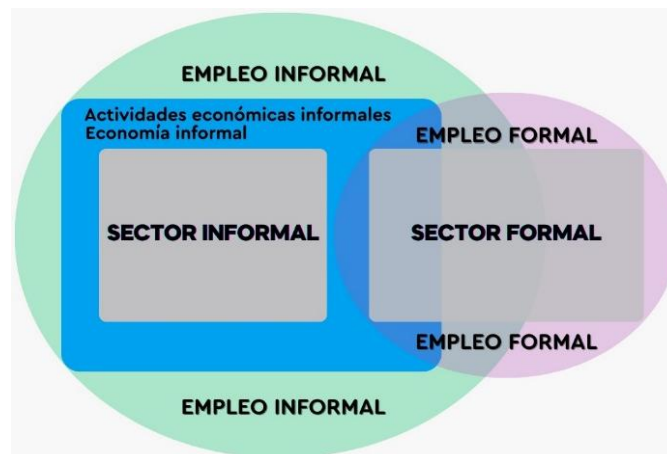 EMPLEO INFORMAL
Actividades económicas informales
Economía informal
EMPLEO FORMAL
SECTOR INFORMAL
SECTOR FORMAL
EMPLEO FORMAL
EMPLEO INFORMAL